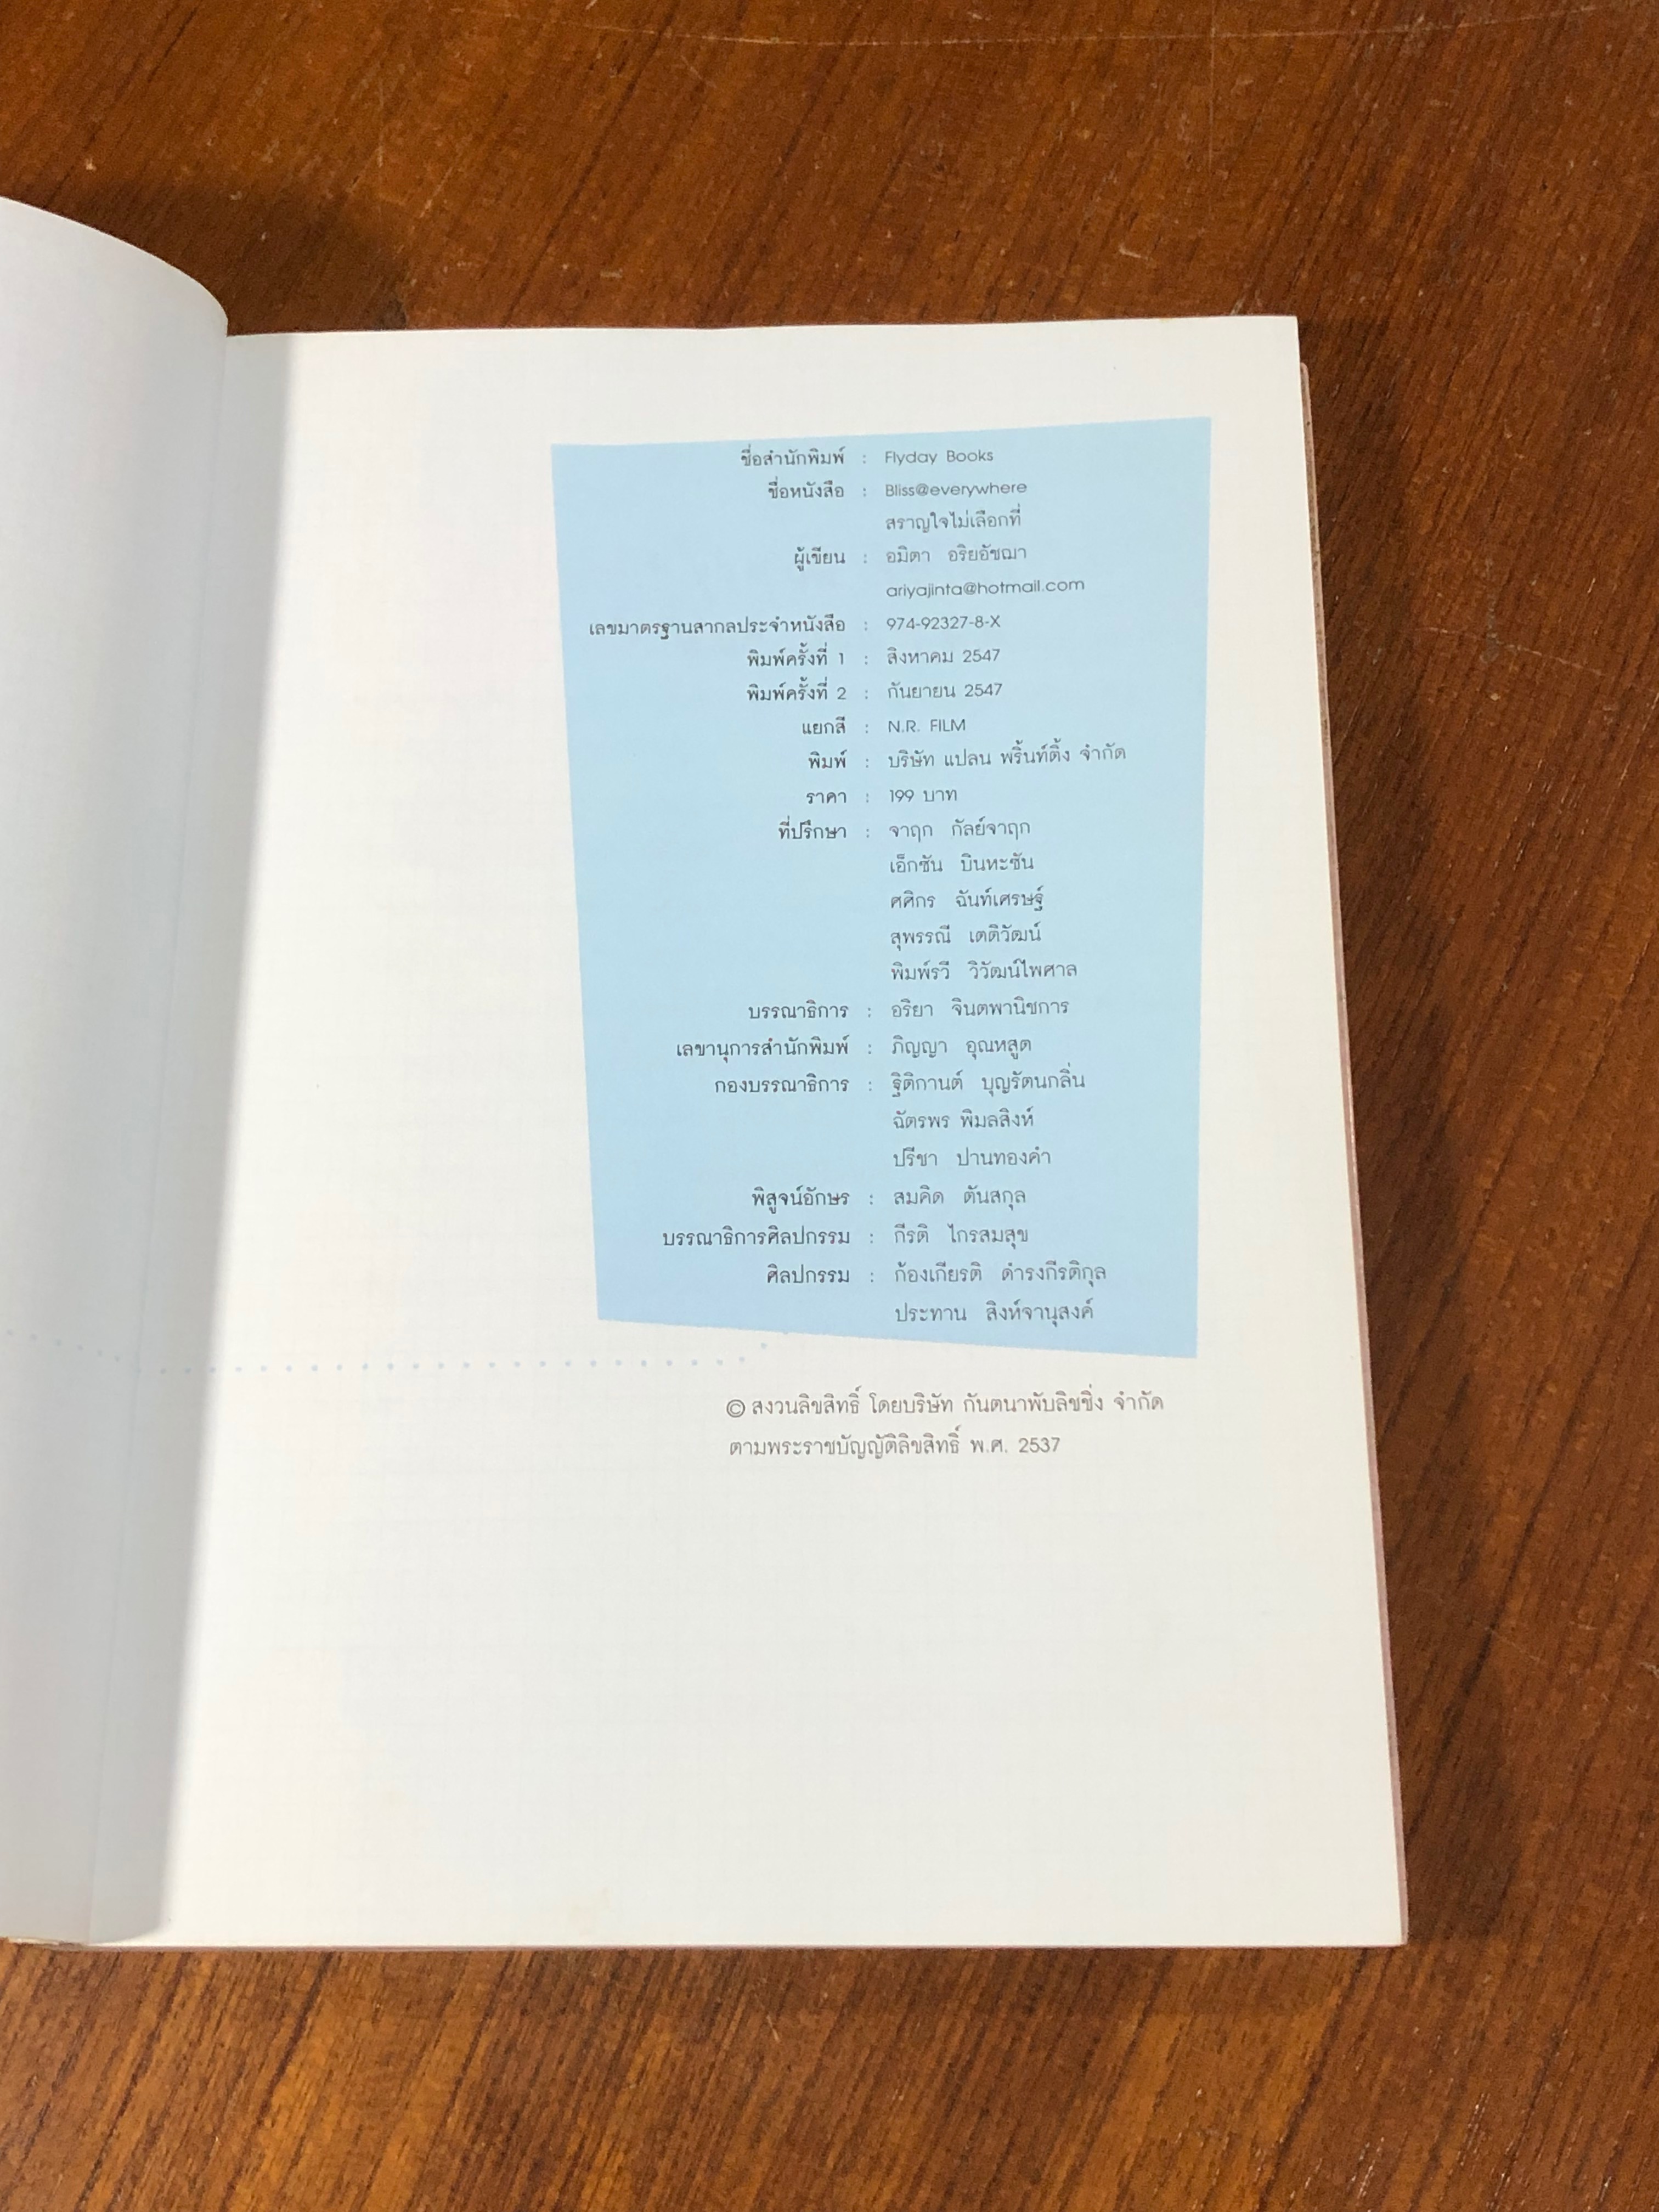 ชื่อสำนักพิมพ์ : Flyday Books
ชื่อหนังสือ : Bliss@everywhere
สราญใจไม่เลือกที่
ผู้เขียน : อมิตา อริยอัชฌา
ariyajinta@hotmail.com
เลขมาตรฐานสากลประจำหนังสือ : 974-92327-8-X
พิมพ์ครั้งที่ 1 : สิงหาคม 2547
พิมพ์ครั้งที่ 2 : กันยายน 2547
แยกสี : N.R. FILM
พิมพ์ : บริษัท แปลน พริ้นท์ติ้ง จำกัด
ราคา : 199 บาท
ที่ปรึกษา : จาฤก กัลย์จาฤก
เอ็กซัน บินหะซัน
ศศิกร ฉันท์เศรษฐ์
สุพรรณี เตติวัฒน์
พิมพ์รวี วิวัฒน์ไพศาล
บรรณาธิการ : อริยา จินตพานิชการ
เลขานุการสำนักพิมพ์ : ภิญญา อุณหสูต
กองบรรณาธิการ : ฐิติกานต์ บุญรัตนกลิ่น
ฉัตรพร พิมลสิงห์
ปรีชา ปานทองคำ
พิสูจน์อักษร : สมคิด ตันสกุล
บรรณาธิการศิลปกรรม : กีรติ ไกรสมสุข
ศิลปกรรม : ก้องเกียรติ ดำรงกีรติกุล
ประทาน สิงห์จานุสงค์
© สงวนลิขสิทธิ์ โดยบริษัท กันตนาพับลิชชิ่ง จำกัด
ตามพระราชบัญญัติลิขสิทธิ์ พ.ศ. 2537